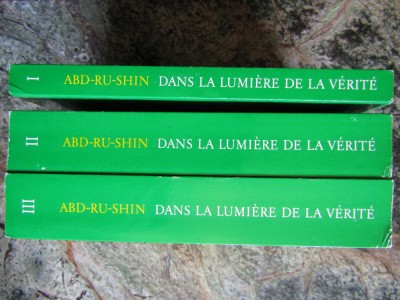 I ABD-RU-SHIN DANS LA LUMIÈRE DE LA VÉRITÉ
II ABD-RU-SHIN DANS LA LUMIÈRE DE LA VÉRITÉ
III ABD-RU-SHIN DANS LA LUMIÈRE DE LA VÉRITÉ